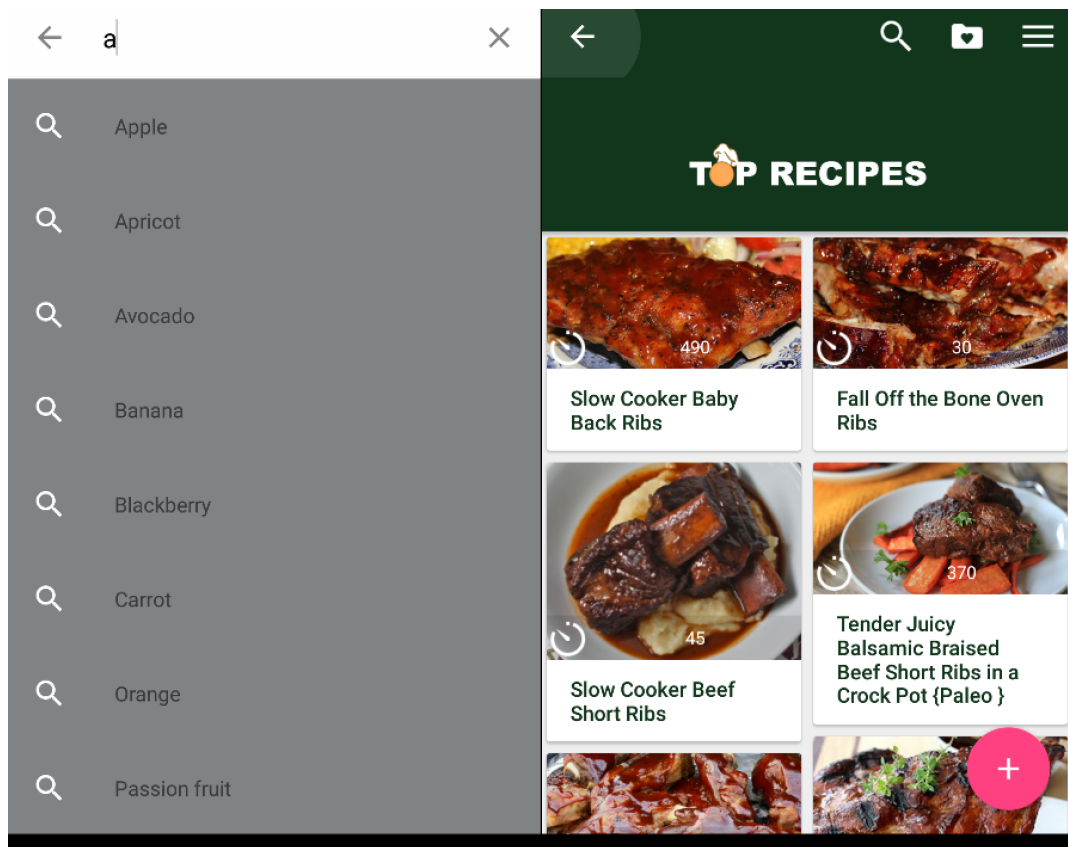 a
Apple
Apricot
Avocado
Banana
Blackberry
Carrot
Orange
Passion fruit
TOP RECIPES
490
Slow Cooker Baby
Back Ribs
30
Fall Off the Bone Oven
Ribs
45
Slow Cooker Beef
Short Ribs
370
Tender Juicy
Balsamic Braised
Beef Short Ribs in a
Crock Pot {Paleo }